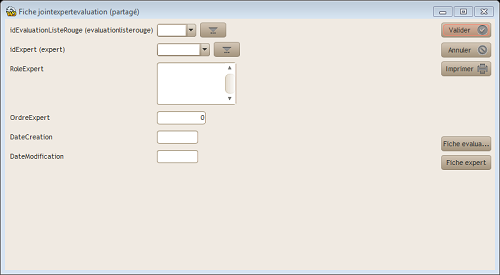 Fiche jointexpertevaluation (partagé)
idEvaluationListeRouge (evaluationlisterouge)
Valider
idExpert (expert)
Annuler
RoleExpert
Imprimer
OrdreExpert
0
DateCreation
Fiche evalua...
DateModification
Fiche expert